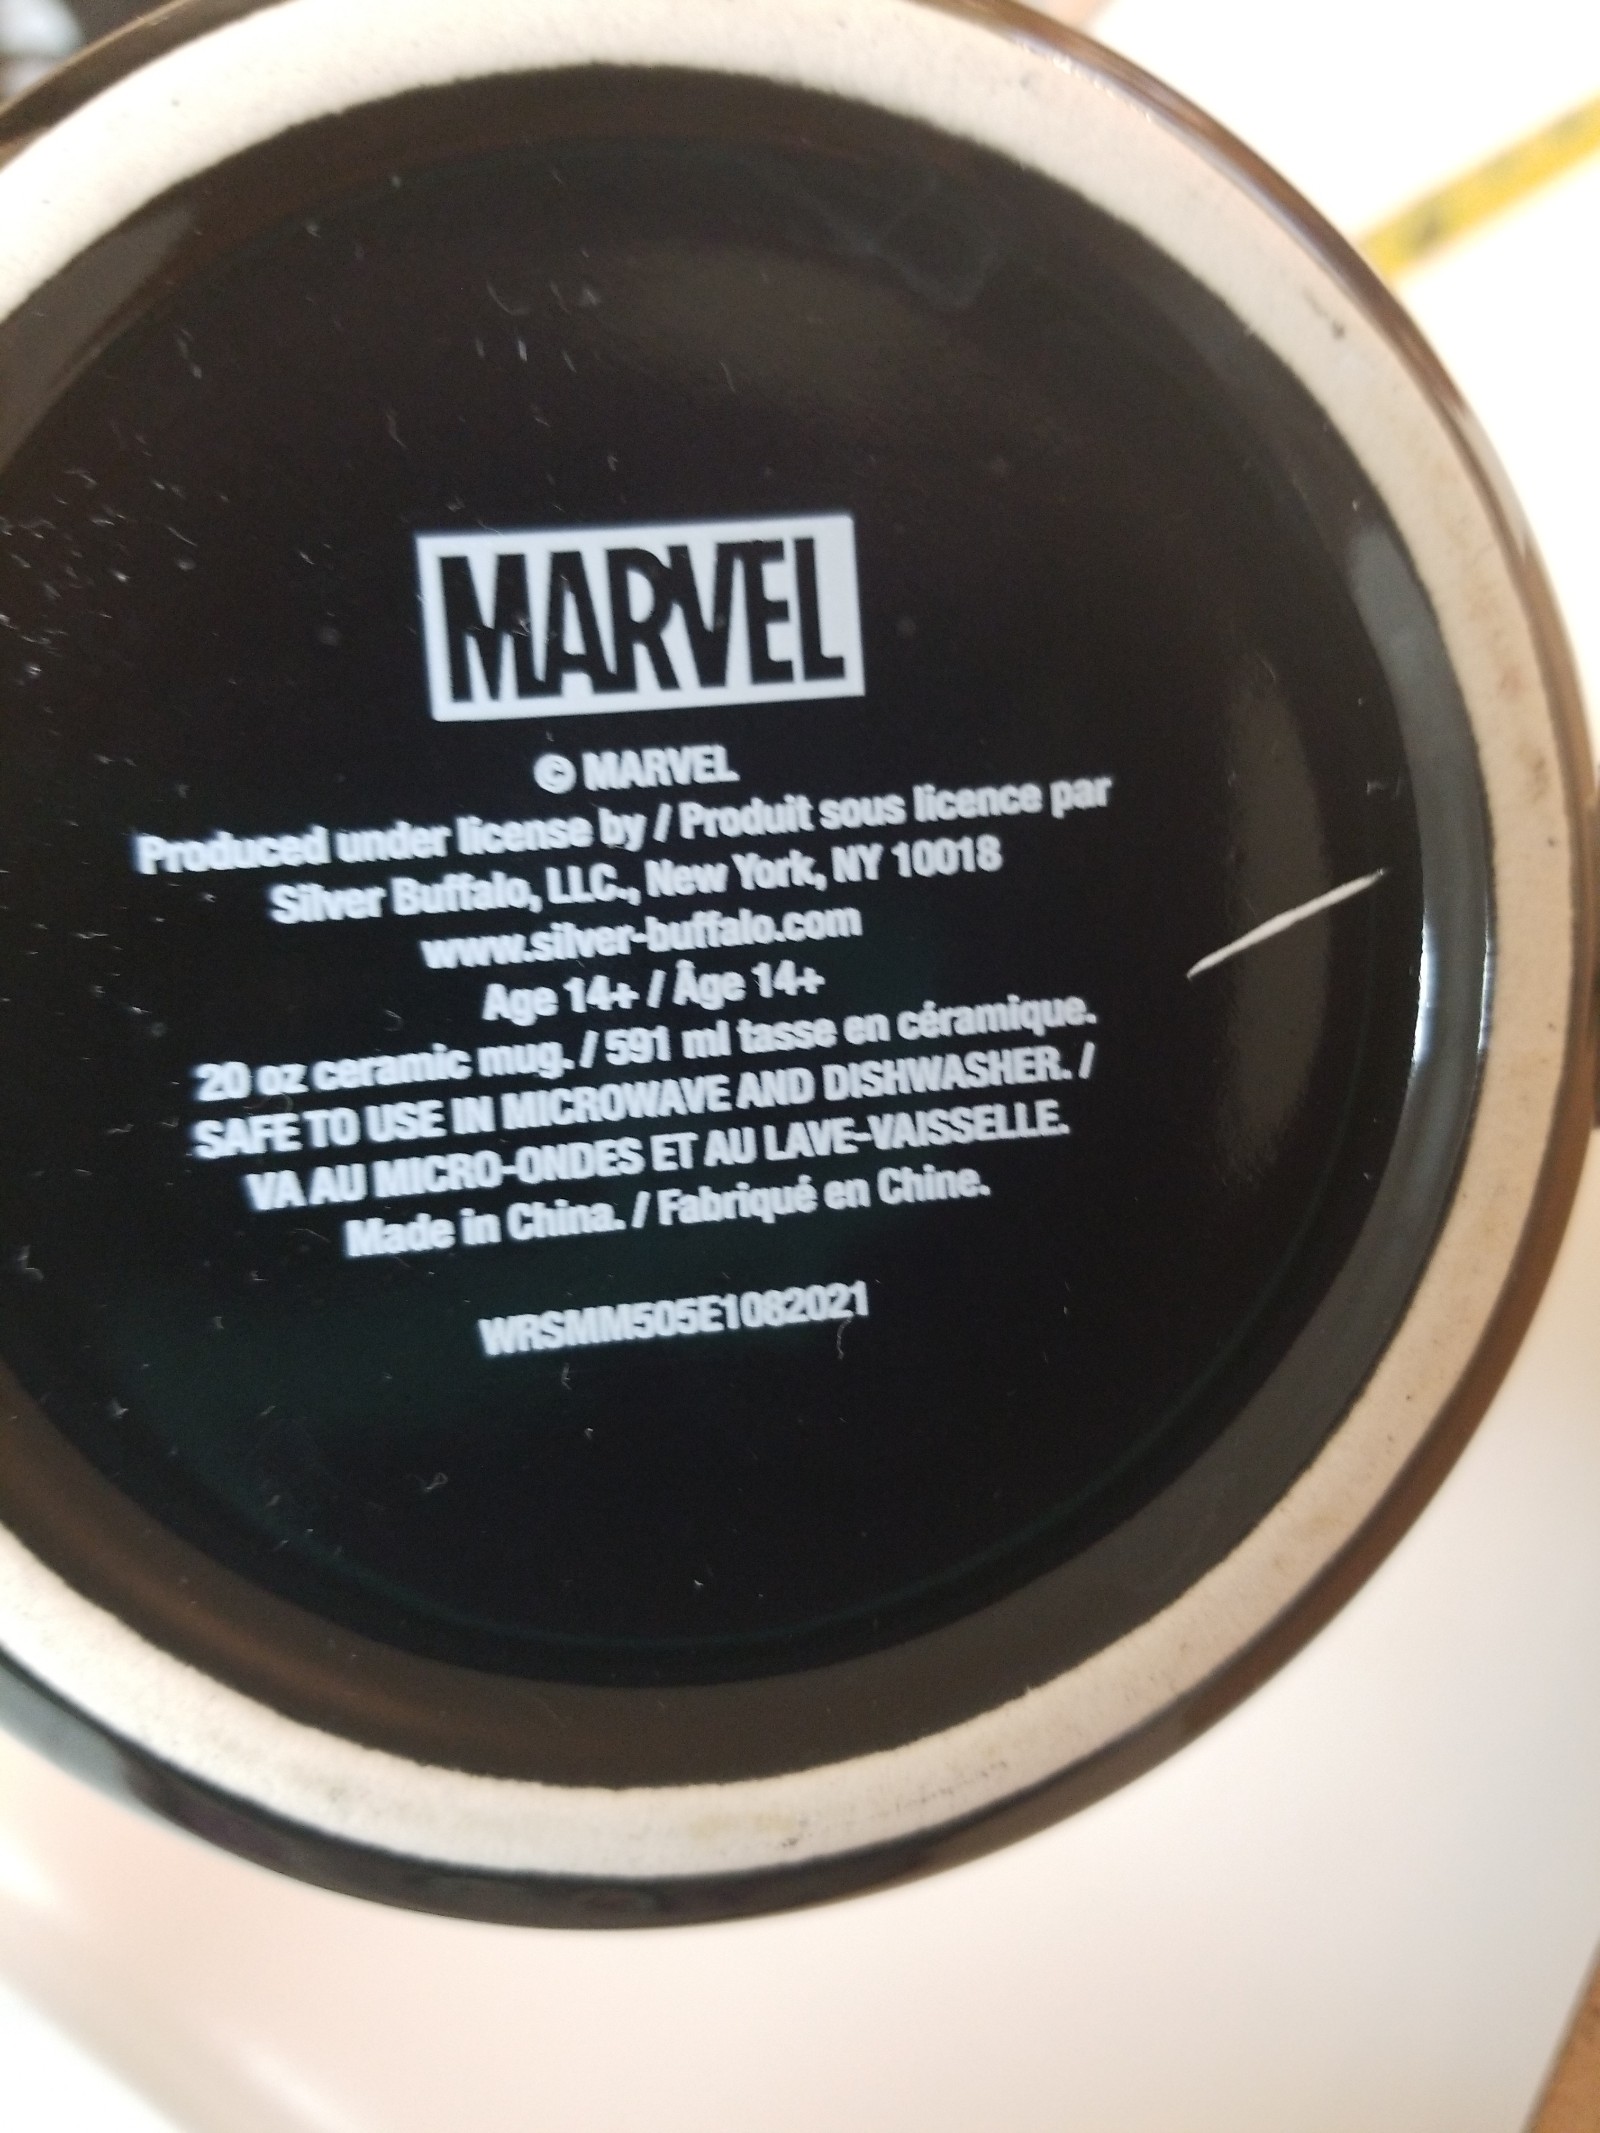 MARVEL
© MARVEL
Produced under license by / Produit sous licence par
Silver Buffalo, LLC., New York, NY 10018
www.silver-buffalo.com
Age 14+ / Âge 14+
20 oz ceramic mug. / 591 ml tasse en céramique.
SAFE TO USE IN MICROWAVE AND DISHWASHER. /
VA AU MICRO-ONDES ET AU LAVE-VAISSELLE.
Made in China. / Fabriqué en Chine.
WRSMM505E1082021